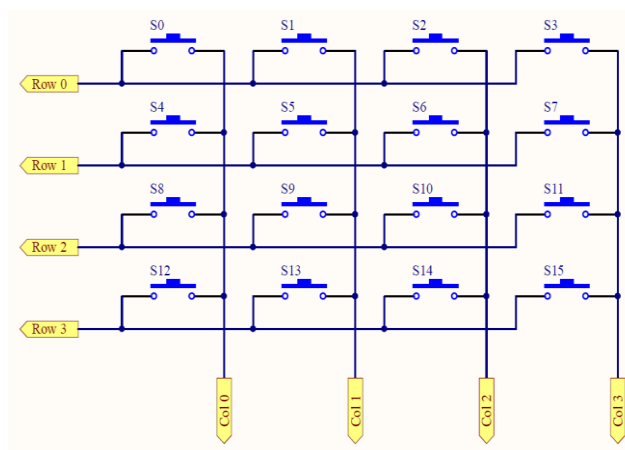 S0 S1 S2 S3
Row 0
S4 S5 S6 S7
Row 1
S8 S9 S10 S11
Row 2
S12 S13 S14 S15
Row 3
Col 0 Col 1 Col 2 Col 3